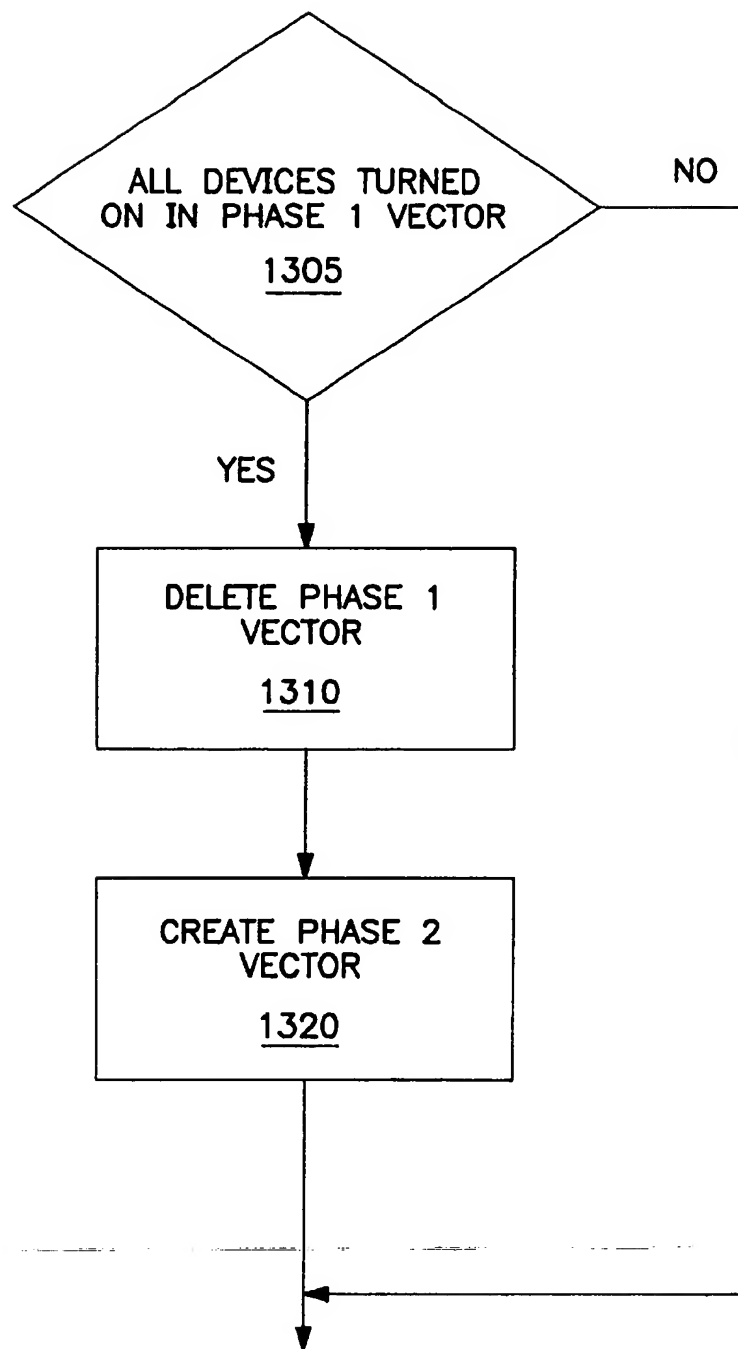 ALL DEVICES TURNED
ON IN PHASE 1 VECTOR
1305
NO
YES
DELETE PHASE 1
VECTOR
1310
CREATE PHASE 2
VECTOR
1320